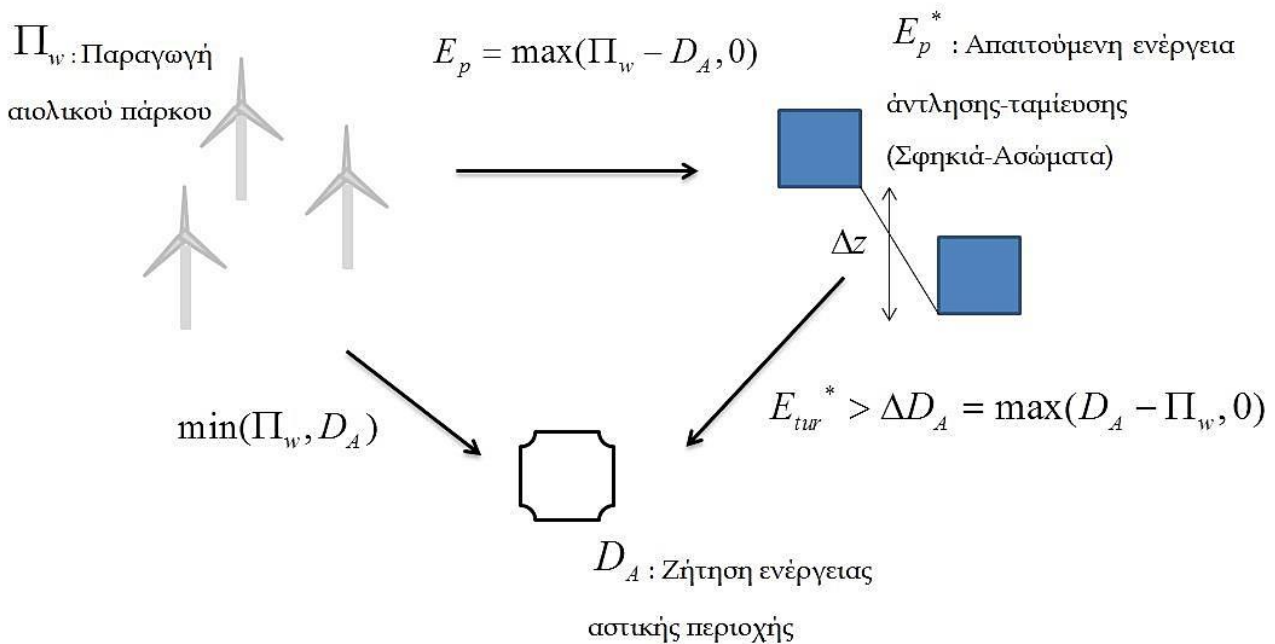 Π_w : Παραγωγή
αιολικού πάρκου
E_p = max(Π_w − D_A, 0)
E_p^* : Απαιτούμενη ενέργεια
άντλησης-ταμίευσης
(Σφηκιά-Ασώματα)
Δz
min(Π_w, D_A)
E_tur^* > ΔD_A = max(D_A − Π_w, 0)
D_A : Ζήτηση ενέργειας
αστικής περιοχής